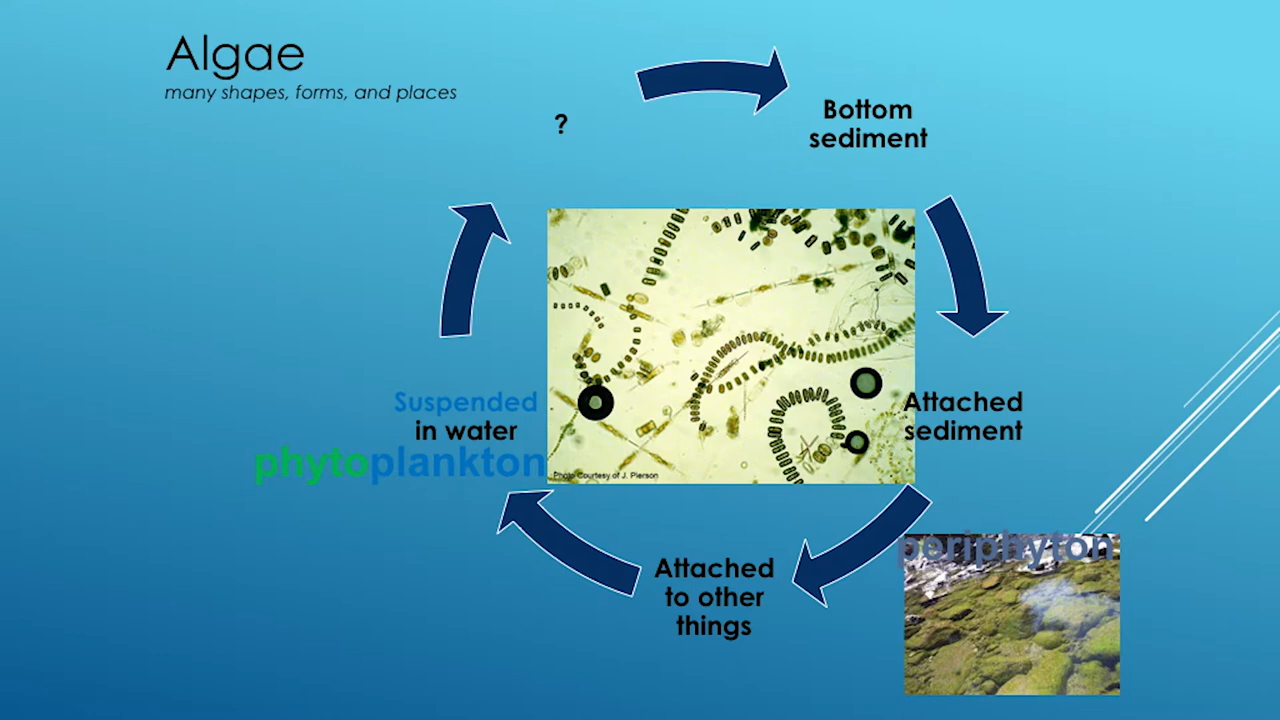 Algae
many shapes, forms, and places
?
Bottom
sediment
Attached
sediment
periphyton
Attached
to other
things
Suspended
in water
phytoplankton
Photo Courtesy of J. Pierson